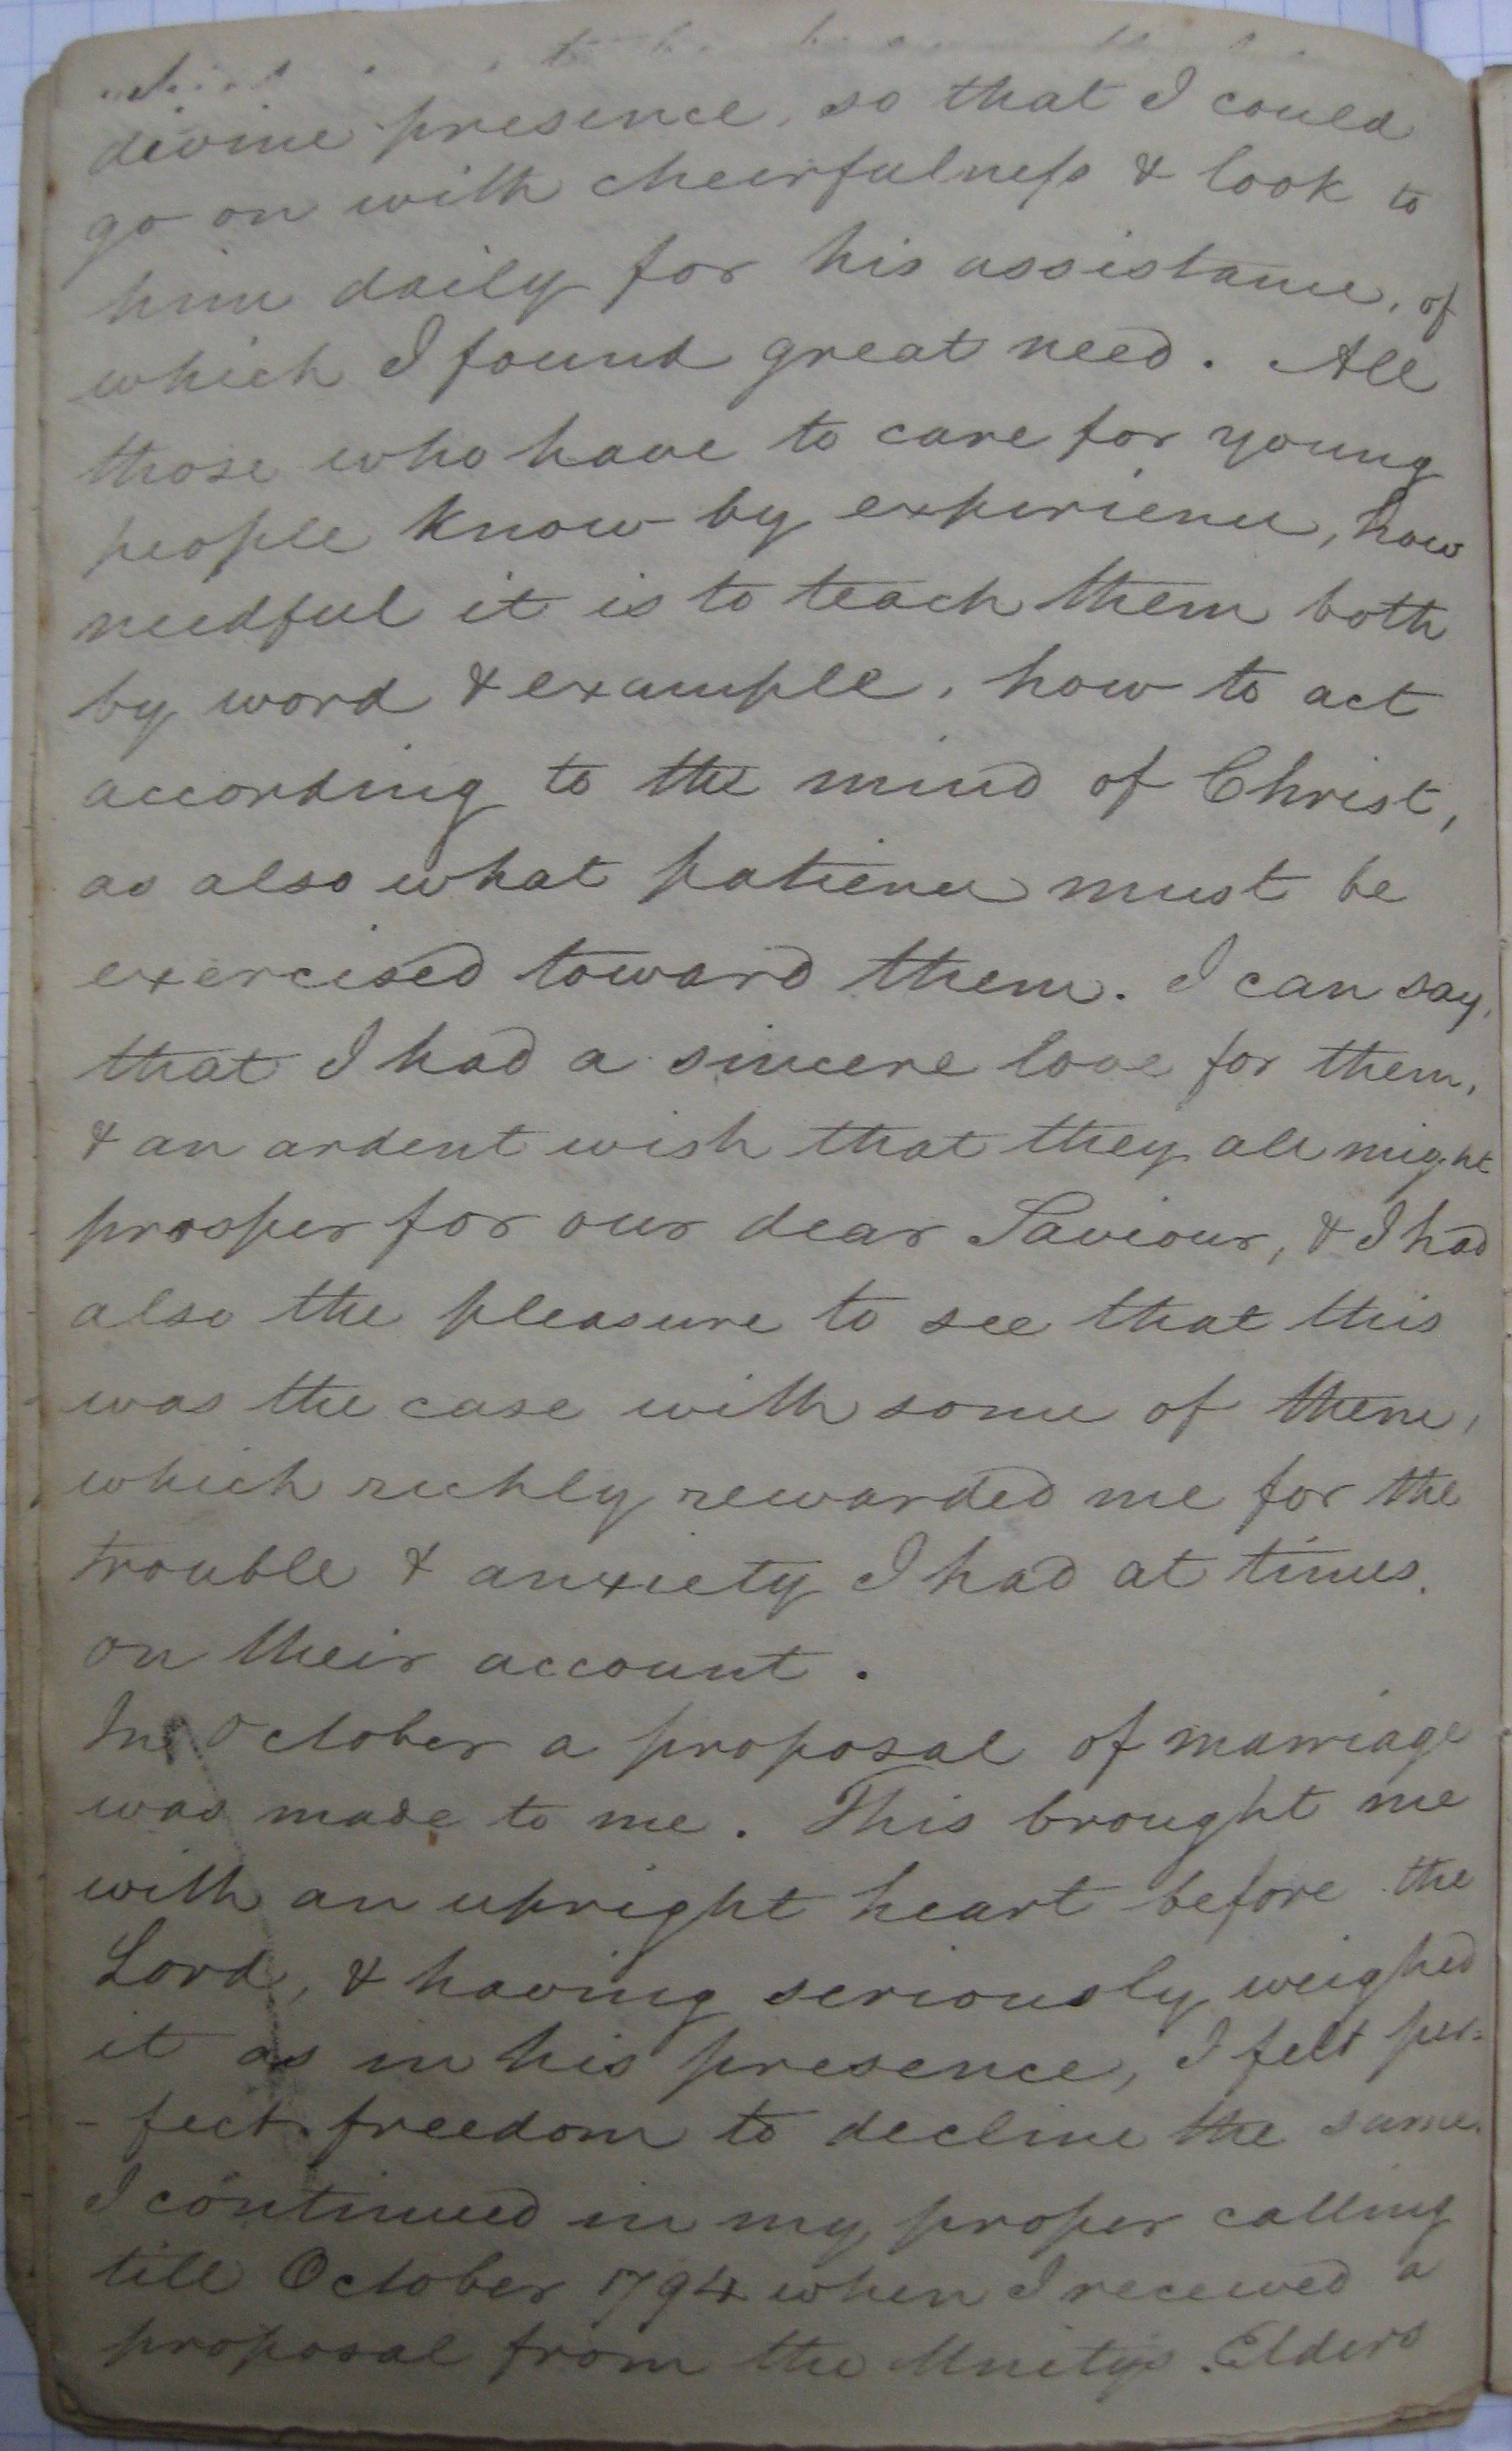 divine presence, so that I could
go on with cheirfulness & look to
him daily for his assistance, of
which I found great need. All
those who have to care for young
people know by experience, how
needful it is to teach them both
by word & example, how to act
according to the mind of Christ,
as also what patience must be
exercised toward them. I can say,
that I had a sincere love for them,
& an ardent wish that they all might
prosper for our dear Saviour, & I had
also the pleasure to see that this
was the case with some of them,
which richly rewarded me for the
trouble & anxiety I had at times.
on their account.
In October a proposal of marriage
was made to me. This brought me
with an upright heart before the
Lord, & having seriously weighed
it as in his presence, I felt per=
-fect freedom to decline the same.
I continued in my proper calling
till October 1794 when I received a
proposal from the Unitys Elders